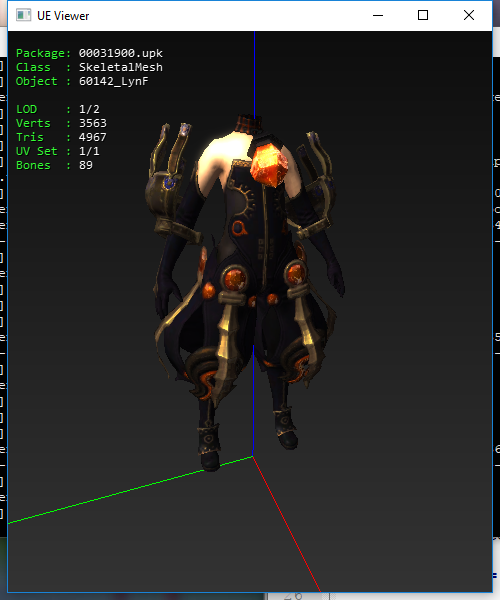 UE Viewer
Package: 00031900.upk
Class  : SkeletalMesh
Object : 60142_LynF
LOD    : 1/2
Verts  : 3563
Tris   : 4967
UV Set : 1/1
Bones  : 89
26